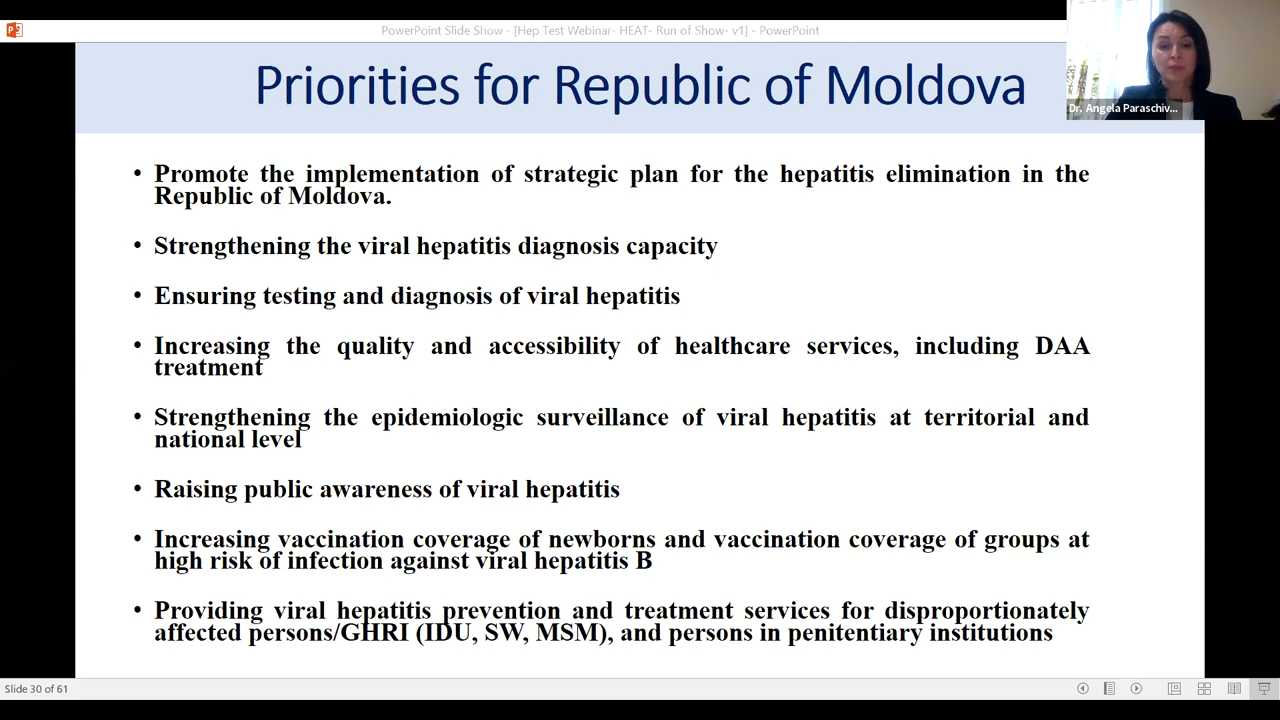 PowerPoint Slide Show - [Hep Test Webinar- HEAT- Run of Show- v1] - PowerPoint
Dr. Angela Paraschiv...
Priorities for Republic of Moldova
• Promote the implementation of strategic plan for the hepatitis elimination in the
Republic of Moldova.
• Strengthening the viral hepatitis diagnosis capacity
• Ensuring testing and diagnosis of viral hepatitis
• Increasing the quality and accessibility of healthcare services, including DAA
treatment
• Strengthening the epidemiologic surveillance of viral hepatitis at territorial and
national level
• Raising public awareness of viral hepatitis
• Increasing vaccination coverage of newborns and vaccination coverage of groups at
high risk of infection against viral hepatitis B
• Providing viral hepatitis prevention and treatment services for disproportionately
affected persons/GHRI (IDU, SW, MSM), and persons in penitentiary institutions
Slide 30 of 61